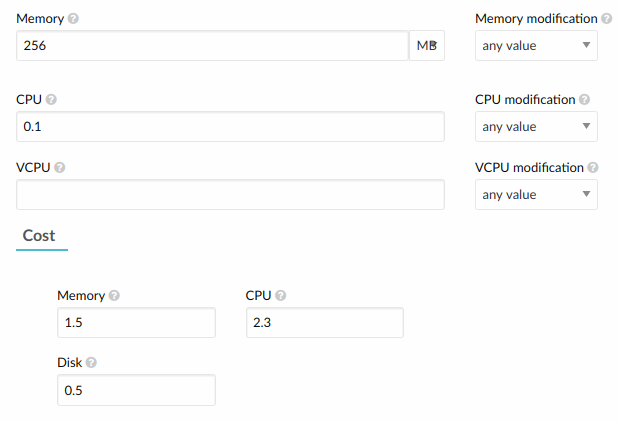 Memory ? Memory modification ?
256 MB any value
CPU ? CPU modification ?
0.1 any value
VCPU ? VCPU modification ?
any value
Cost
Memory ? CPU ?
1.5 2.3
Disk ?
0.5